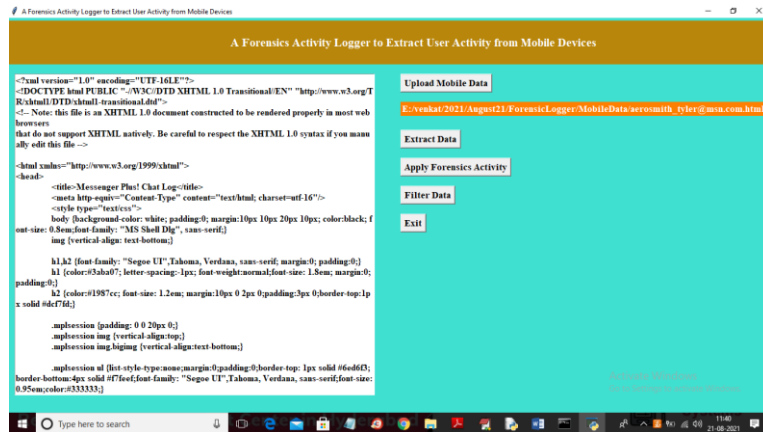 A Forensics Activity Logger to Extract User Activity from Mobile Devices
A Forensics Activity Logger to Extract User Activity from Mobile Devices
<?xml version="1.0" encoding="UTF-16LE"?>
<!DOCTYPE html PUBLIC "-//W3C//DTD XHTML 1.0 Transitional//EN" "http://www.w3.org/T
R/xhtml1/DTD/xhtml1-transitional.dtd">
<!-- Note: this file is an XHTML 1.0 document constructed to be rendered properly in most web
browsers
that do not support XHTML natively. Be careful to respect the XHTML 1.0 syntax if you manu
ally edit this file -->
<html xmlns="http://www.w3.org/1999/xhtml">
<head>
<title>Messenger Plus! Chat Log</title>
<meta http-equiv="Content-Type" content="text/html; charset=utf-16"/>
<style type="text/css">
body {background-color: white; padding:0; margin:10px 10px 20px 10px; color:black; f
ont-size: 0.8em;font-family: "MS Shell Dlg", sans-serif;}
img {vertical-align: text-bottom;}
h1,h2 {font-family: "Segoe UI",Tahoma, Verdana, sans-serif; margin:0; padding:0;}
h1 {color:#3aba07; letter-spacing:-1px; font-weight:normal;font-size: 1.8em; margin:0;
padding:0;}
h2 {color:#1987cc; font-size: 1.2em; margin:10px 0 2px 0;padding:3px 0;border-top:1p
x solid #dcf7fd;}
.mplsession {padding: 0 0 20px 0;}
.mplsession img {vertical-align:top;}
.mplsession img.bigimg {vertical-align:text-bottom;}
.mplsession ul {list-style-type:none;margin:0;padding:0;border-top: 1px solid #6ed6f3;
border-bottom:4px solid #f7feef;font-family: "Segoe UI",Tahoma, Verdana, sans-serif;font-size:
0.95em;color:#333333;}
Upload Mobile Data
E:/venkat/2021/August21/ForensicLogger/MobileData/aerosmith_tyler@msn.com.html
Extract Data
Apply Forensics Activity
Filter Data
Exit
Activate Windows
Type here to search
11:40
21-08-2021